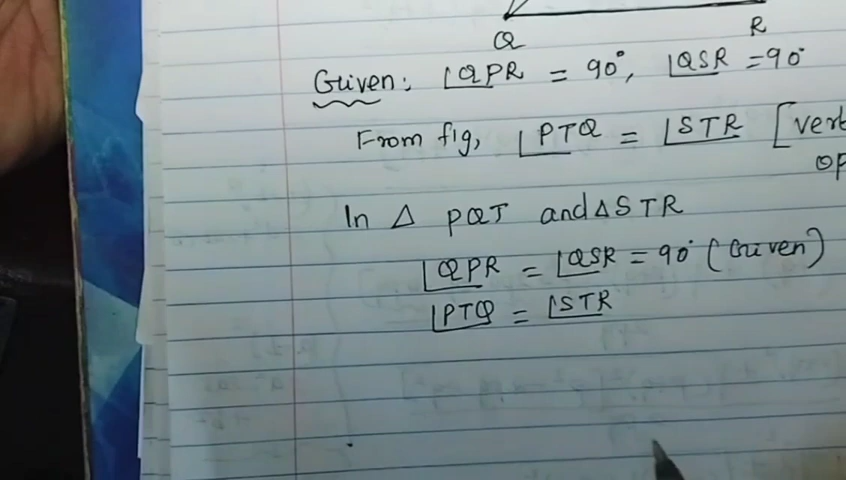 Q R
Given: ∠QPR = 90°, ∠QSR = 90°
From fig, ∠PTQ = ∠STR [vert
op
In Δ PQT and Δ STR
∠QPR = ∠QSR = 90° (Given)
∠PTQ = ∠STR